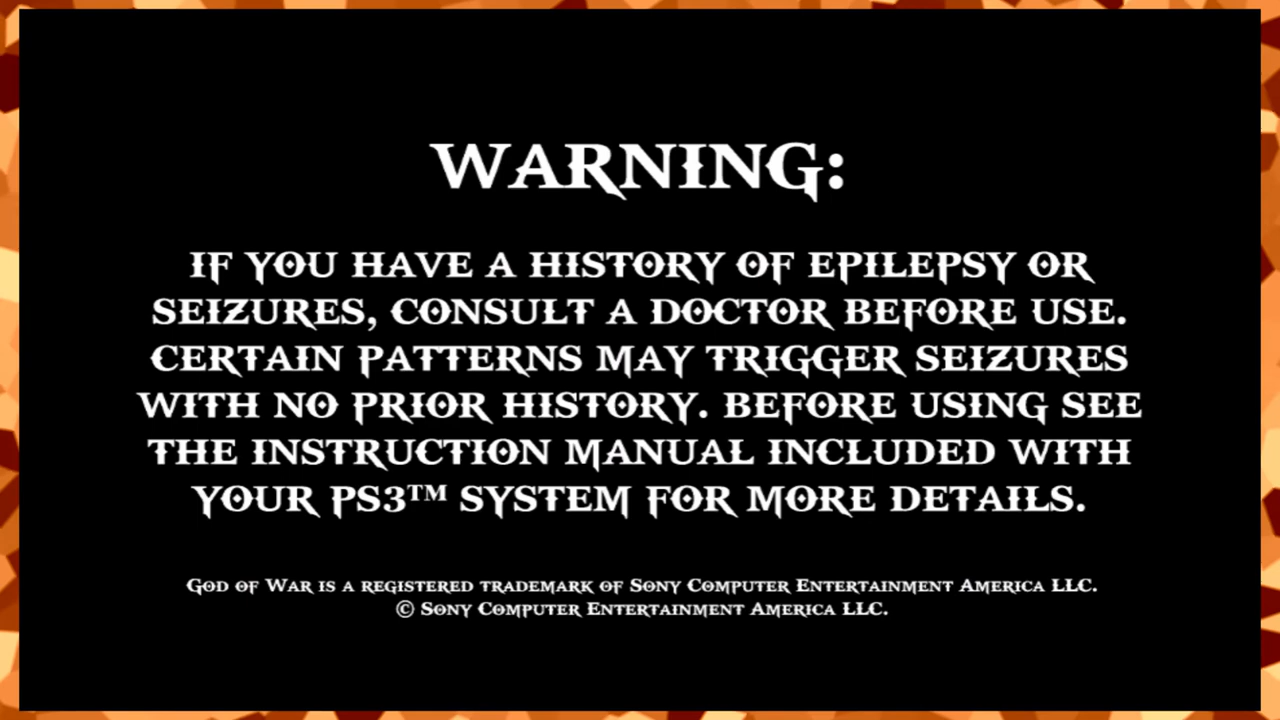 WARNING:
IF YOU HAVE A HISTORY OF EPILEPSY OR
SEIZURES, CONSULT A DOCTOR BEFORE USE.
CERTAIN PATTERNS MAY TRIGGER SEIZURES
WITH NO PRIOR HISTORY. BEFORE USING SEE
THE INSTRUCTION MANUAL INCLUDED WITH
YOUR PS3™ SYSTEM FOR MORE DETAILS.
God of War is a registered trademark of Sony Computer Entertainment America LLC.
© Sony Computer Entertainment America LLC.